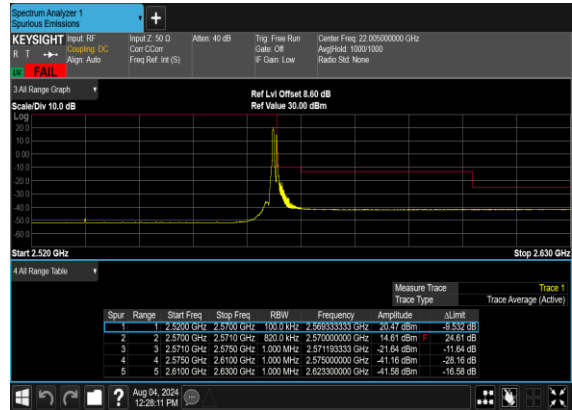 Spectrum Analyzer 1
Spurious Emissions
KEYSIGHT Input: RF Input Z: 50 Ω Atten: 40 dB Trig: Free Run Center Freq: 22.005000000 GHz
R T Coupling: DC Corr CCorr Gate: Off Avg|Hold: 1000/1000
Align: Auto Freq Ref: Int (S) IF Gain: Low Radio Std: None
LW FAIL
3 All Range Graph
Ref Lvl Offset 8.60 dB
Scale/Div 10.0 dB Ref Value 30.00 dBm
Log
20.0
10.0
0.00
-10.0
-20.0
-30.0
-40.0
-50.0
-60.0
Start 2.520 GHz Stop 2.630 GHz
4 All Range Table
Measure Trace Trace 1
Trace Type Trace Average (Active)
Spur Range Start Freq Stop Freq RBW Frequency Amplitude ΔLimit
1 1 2.5200 GHz 2.5700 GHz 100.0 kHz 2.569333333 GHz 20.47 dBm -9.532 dB
2 2 2.5700 GHz 2.5710 GHz 820.0 kHz 2.570000000 GHz 14.61 dBm F 24.61 dB
3 3 2.5710 GHz 2.5750 GHz 1.000 MHz 2.571193333 GHz -21.64 dBm -11.64 dB
4 4 2.5750 GHz 2.6100 GHz 1.000 MHz 2.575000000 GHz -41.16 dBm -28.16 dB
5 5 2.6100 GHz 2.6300 GHz 1.000 MHz 2.623300000 GHz -41.58 dBm -16.58 dB
? Aug 04, 2024
12:28:11 PM